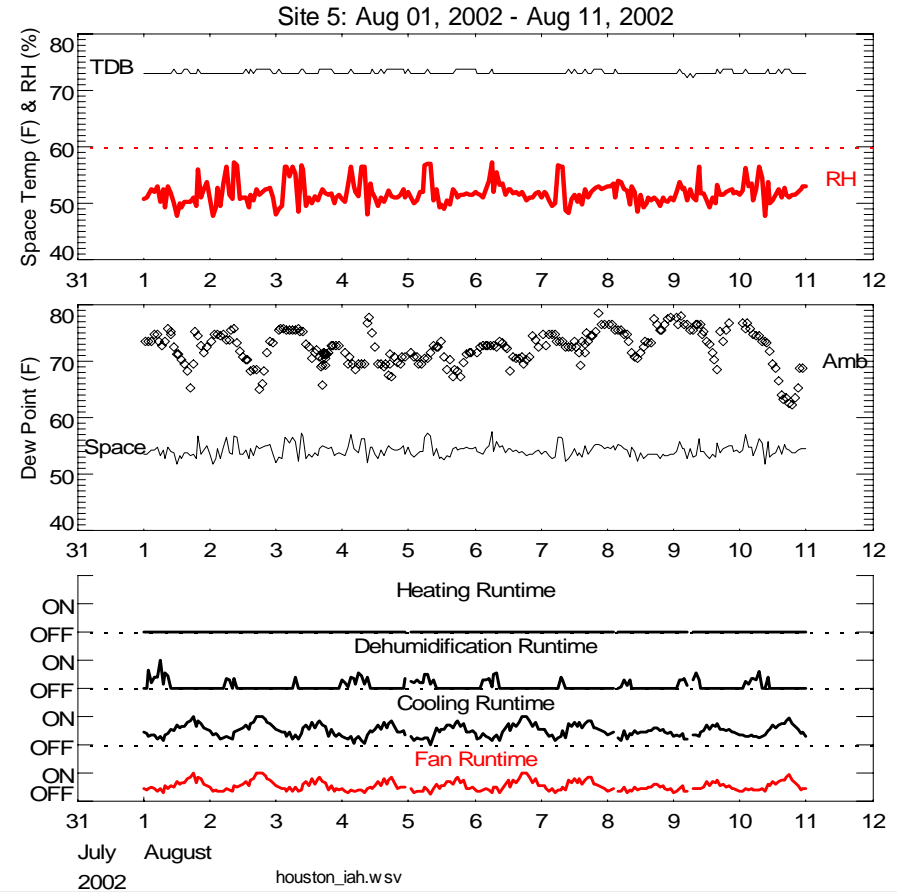 Site 5: Aug 01, 2002 - Aug 11, 2002
Space Temp (F) & RH (%)
80
70
60
50
40
TDB
RH
31 1 2 3 4 5 6 7 8 9 10 11 12
Dew Point (F)
80
70
60
50
40
Amb
Space
31 1 2 3 4 5 6 7 8 9 10 11 12
Heating Runtime
ON
OFF
Dehumidification Runtime
ON
OFF
Cooling Runtime
ON
OFF
Fan Runtime
ON
OFF
31 1 2 3 4 5 6 7 8 9 10 11 12
July August
2002
houston_iah.wsv